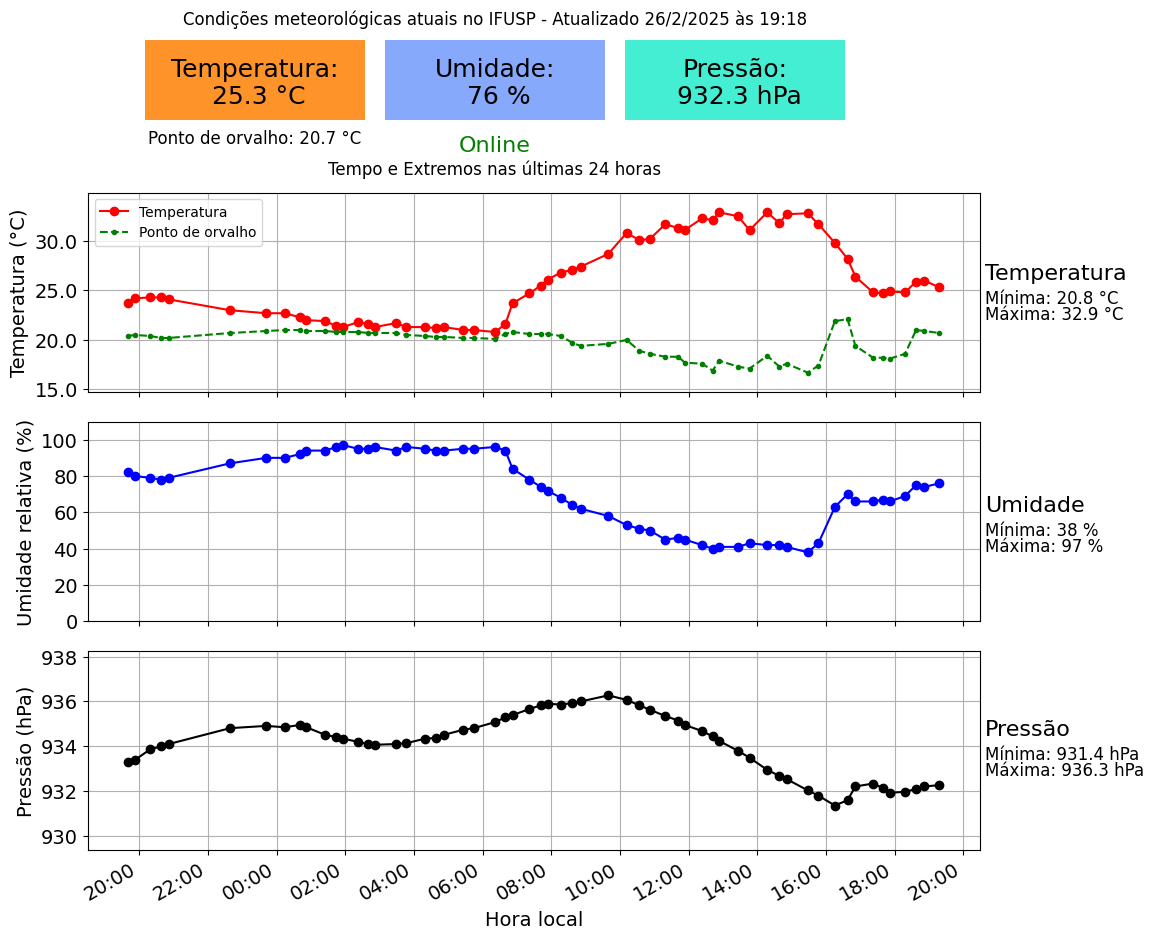 Condições meteorológicas atuais no IFUSP - Atualizado 26/2/2025 às 19:18
Temperatura:
25.3 °C
Umidade:
76 %
Pressão:
932.3 hPa
Ponto de orvalho: 20.7 °C
Online
Tempo e Extremos nas últimas 24 horas
Temperatura (°C)
30.0
25.0
20.0
15.0
Temperatura
Ponto de orvalho
Temperatura
Mínima: 20.8 °C
Máxima: 32.9 °C
Umidade relativa (%)
100
80
60
40
20
0
Umidade
Mínima: 38 %
Máxima: 97 %
Pressão (hPa)
938
936
934
932
930
Pressão
Mínima: 931.4 hPa
Máxima: 936.3 hPa
20:00 22:00 00:00 02:00 04:00 06:00 08:00 10:00 12:00 14:00 16:00 18:00 20:00
Hora local